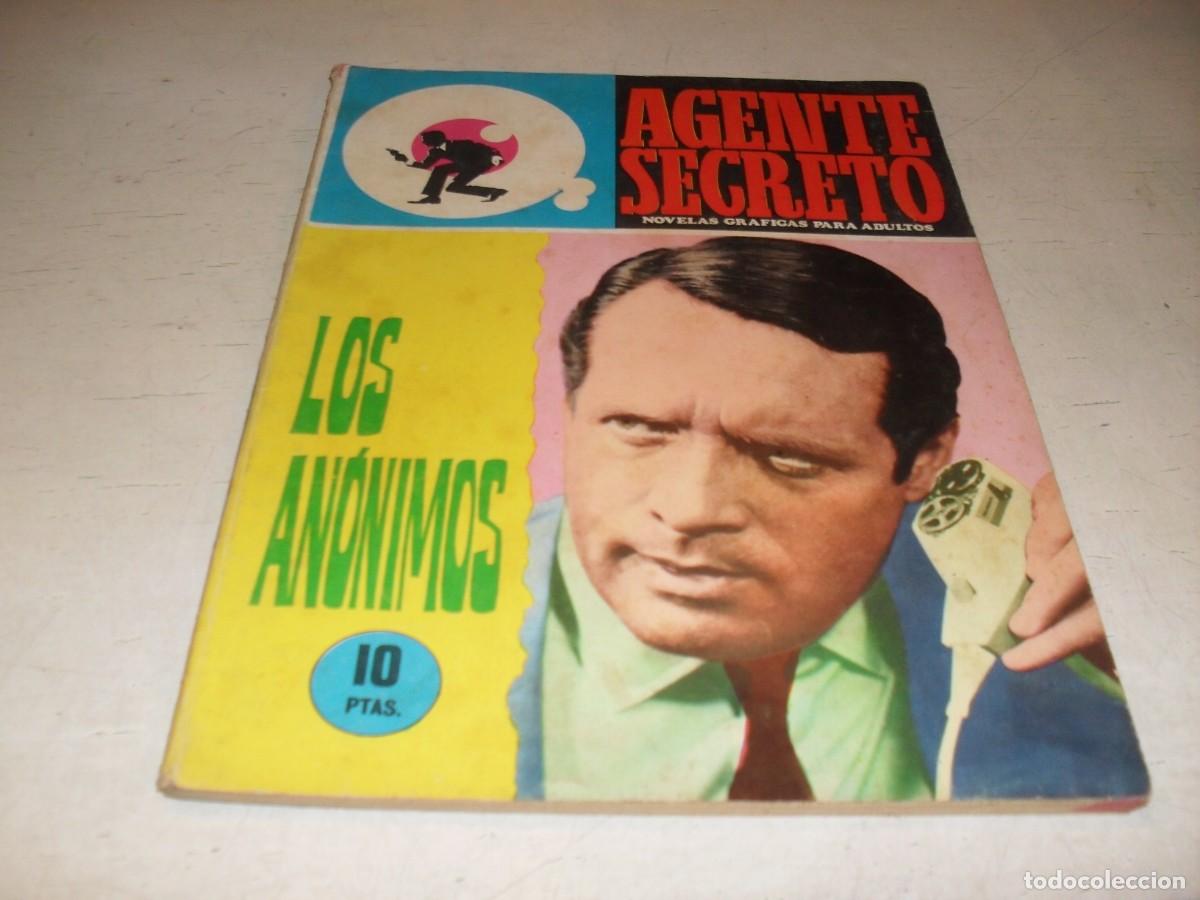 AGENTE
SECRETO
NOVELAS GRAFICAS PARA ADULTOS
LOS
ANÓNIMOS
10
PTAS.
todocoleccion